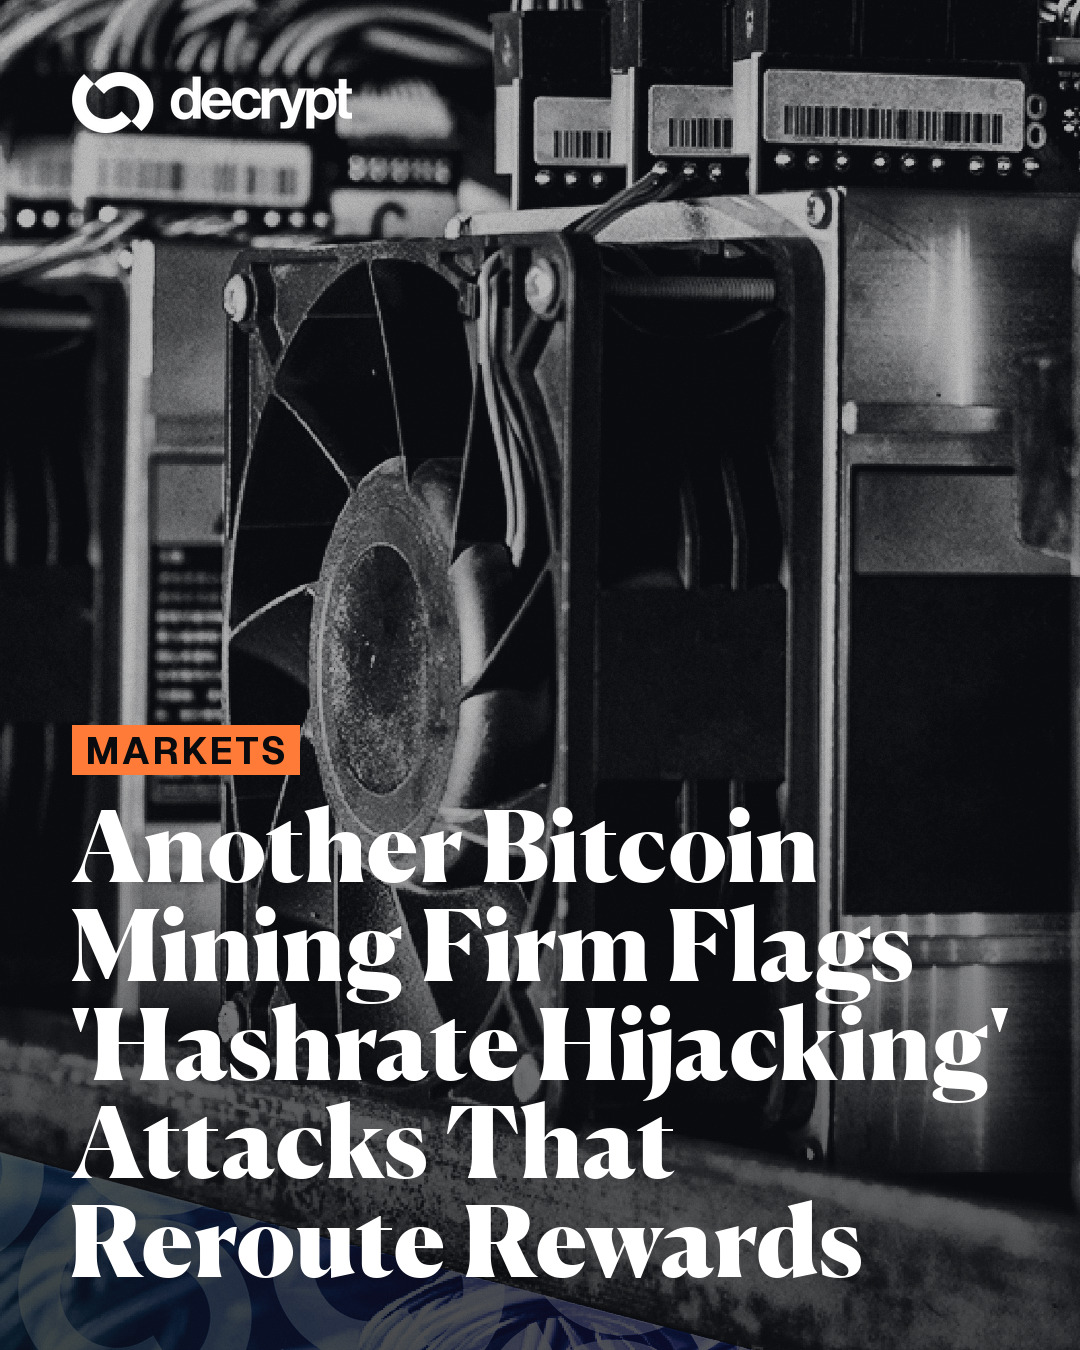 decrypt
MARKETS
Another Bitcoin
Mining Firm Flags
'Hashrate Hijacking'
Attacks That
Reroute Rewards